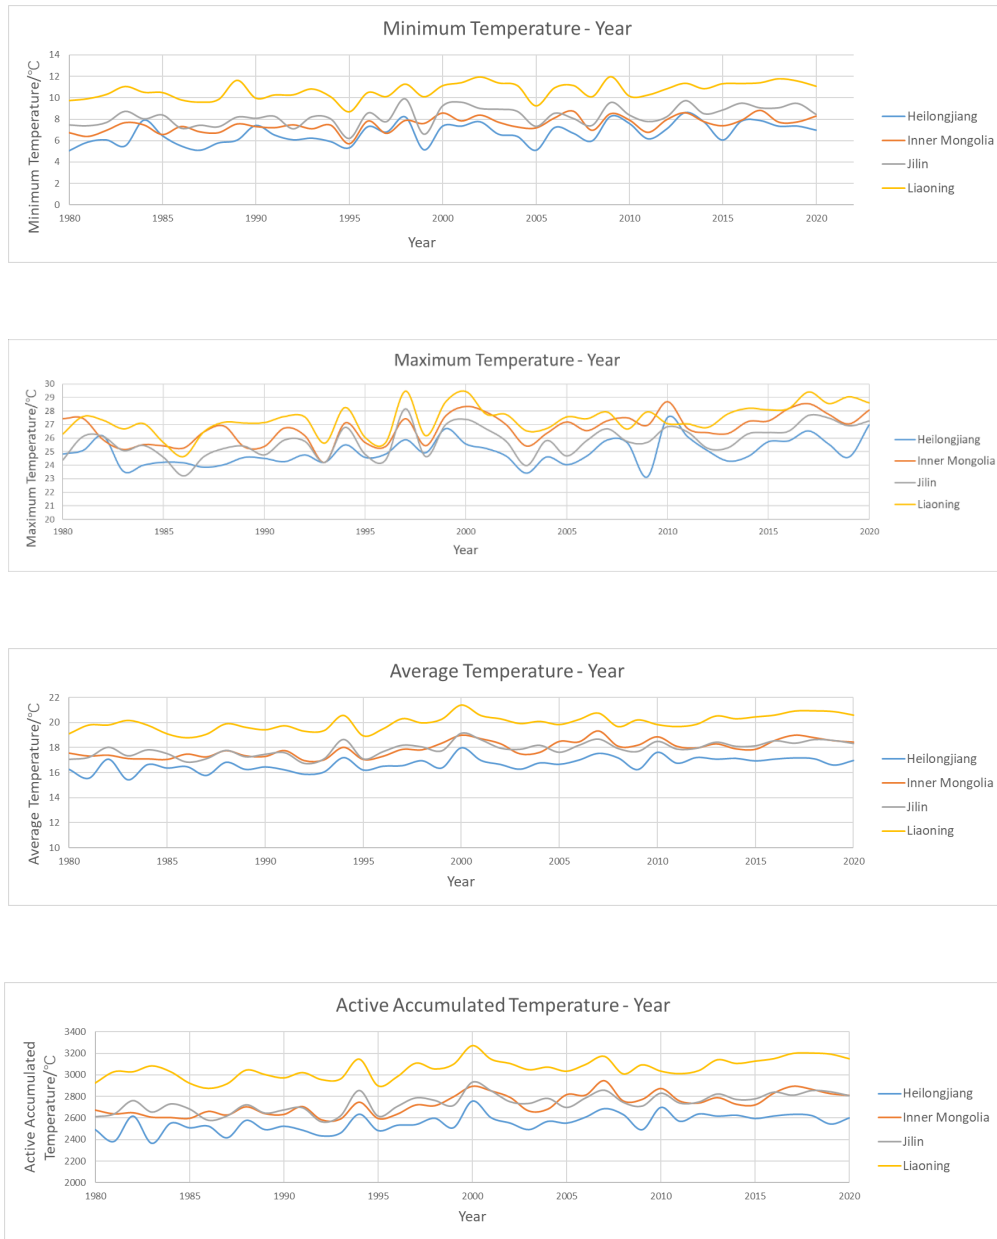 Minimum Temperature - Year
Minimum Temperature/℃
14
12
10
8
6
4
2
0
1980 1985 1990 1995 2000 2005 2010 2015 2020
Year
Heilongjiang
Inner Mongolia
Jilin
Liaoning
Maximum Temperature - Year
Maximum Temperature/℃
30
29
28
27
26
25
24
23
22
21
20
1980 1985 1990 1995 2000 2005 2010 2015 2020
Year
Heilongjiang
Inner Mongolia
Jilin
Liaoning
Average Temperature - Year
Average Temperature/℃
22
20
18
16
14
12
10
1980 1985 1990 1995 2000 2005 2010 2015 2020
Year
Heilongjiang
Inner Mongolia
Jilin
Liaoning
Active Accumulated Temperature - Year
Active Accumulated
Temperature/℃
3400
3200
3000
2800
2600
2400
2200
2000
1980 1985 1990 1995 2000 2005 2010 2015 2020
Year
Heilongjiang
Inner Mongolia
Jilin
Liaoning